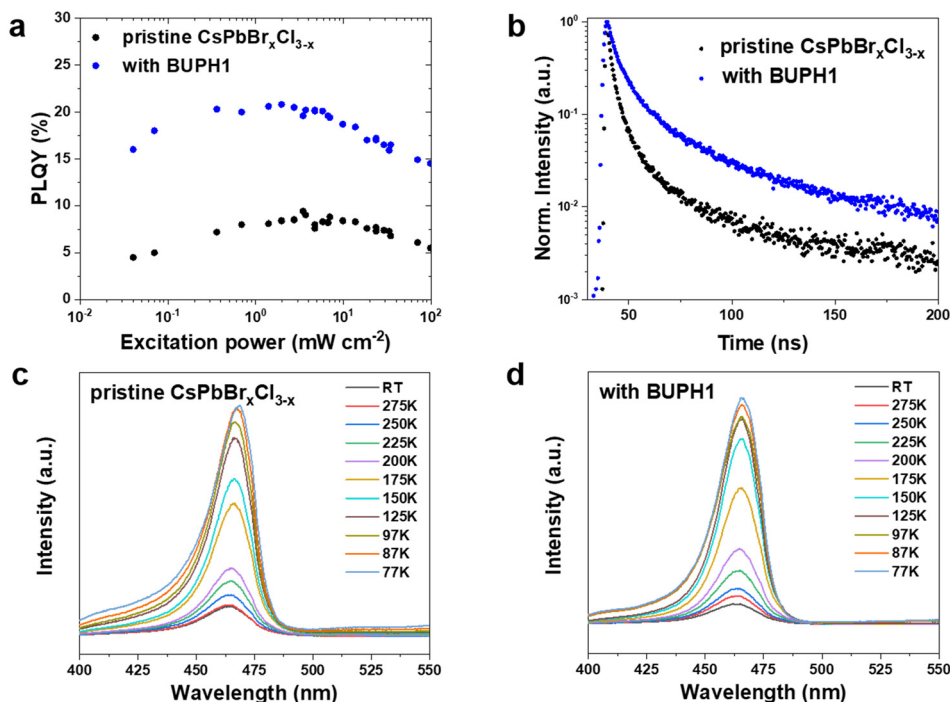 a
pristine CsPbBrₓCl₃₋ₓ
with BUPH1
30
25
20
15
10
5
0
PLQY (%)
10⁻² 10⁻¹ 10⁰ 10¹ 10²
Excitation power (mW cm⁻²)
b
pristine CsPbBrₓCl₃₋ₓ
with BUPH1
10⁰
10⁻¹
10⁻²
10⁻³
Norm. Intensity (a.u.)
50 100 150 200
Time (ns)
c
pristine CsPbBrₓCl₃₋ₓ
RT
275K
250K
225K
200K
175K
150K
125K
97K
87K
77K
Intensity (a.u.)
400 425 450 475 500 525 550
Wavelength (nm)
d
with BUPH1
RT
275K
250K
225K
200K
175K
150K
125K
97K
87K
77K
Intensity (a.u.)
400 425 450 475 500 525 550
Wavelength (nm)